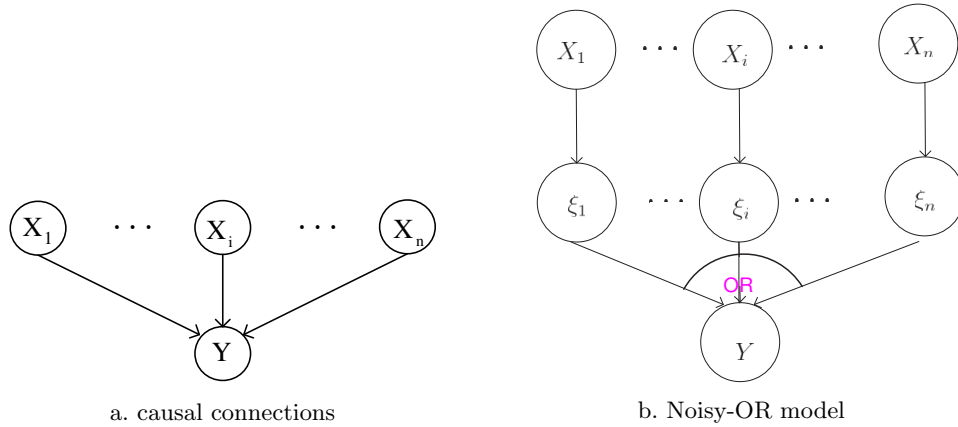 X₁ · · · Xᵢ · · · Xₙ
Y
a. causal connections
X₁ · · · Xᵢ · · · Xₙ
ξ₁ · · · ξᵢ · · · ξₙ
OR
Y
b. Noisy-OR model